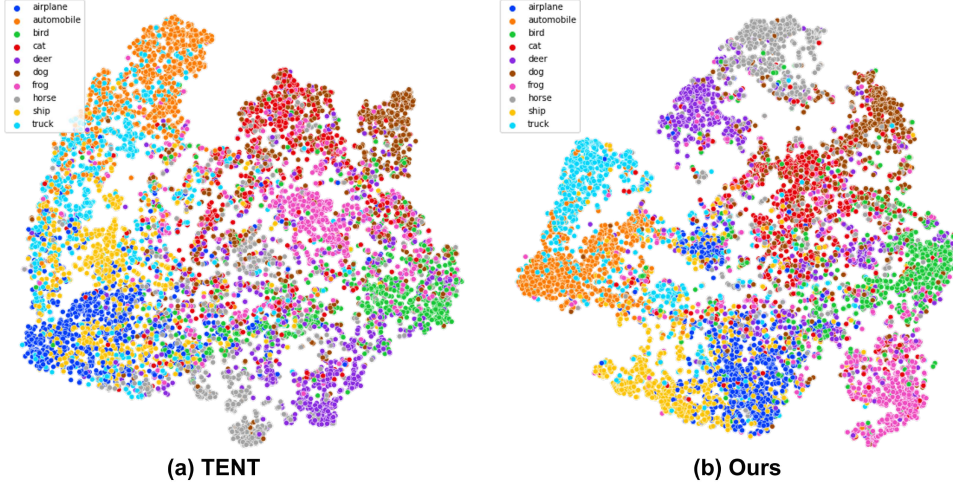 airplane
automobile
bird
cat
deer
dog
frog
horse
ship
truck
airplane
automobile
bird
cat
deer
dog
frog
horse
ship
truck
(a) TENT
(b) Ours